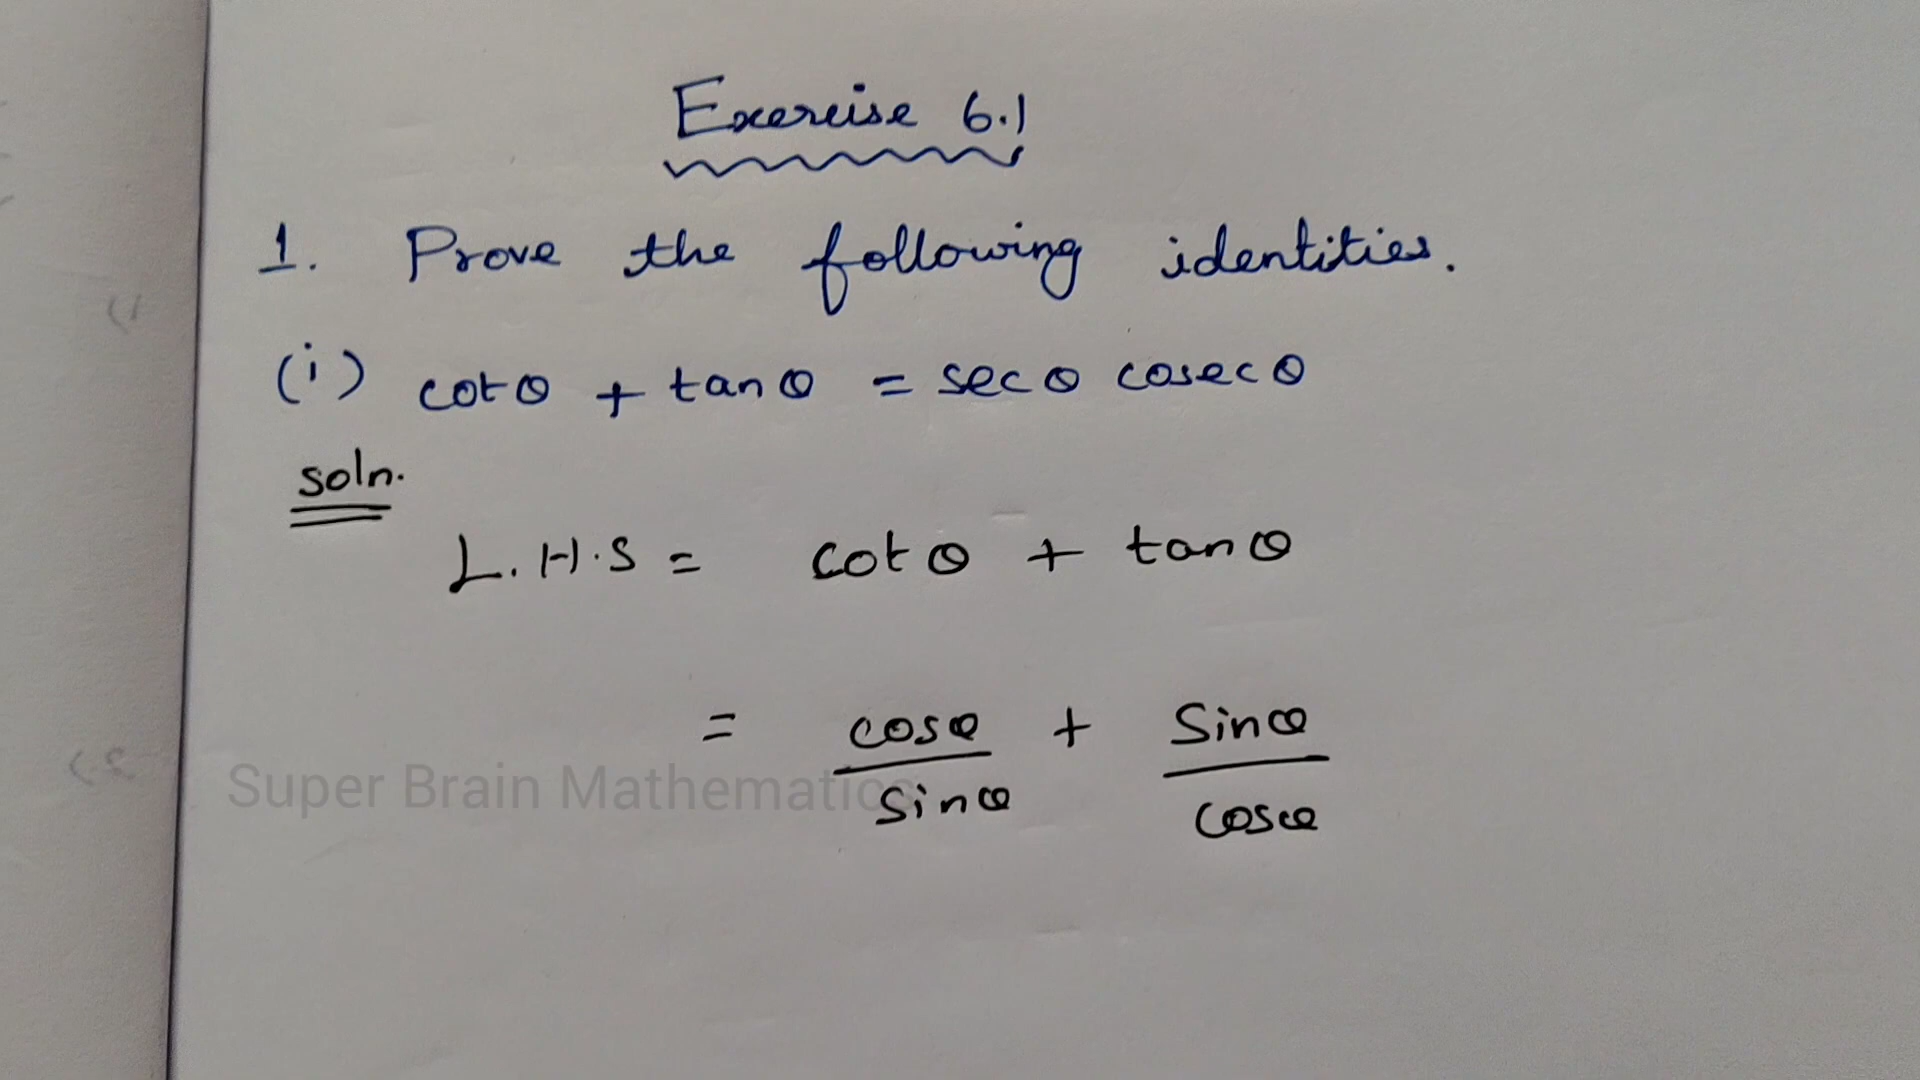 Exercise 6.1
1. Prove the following identities.
(i) cotθ + tanθ = secθ cosecθ
soln.
L.H.S = cotθ + tanθ
= cosθ/sinθ + sinθ/cosθ
Super Brain Mathematics